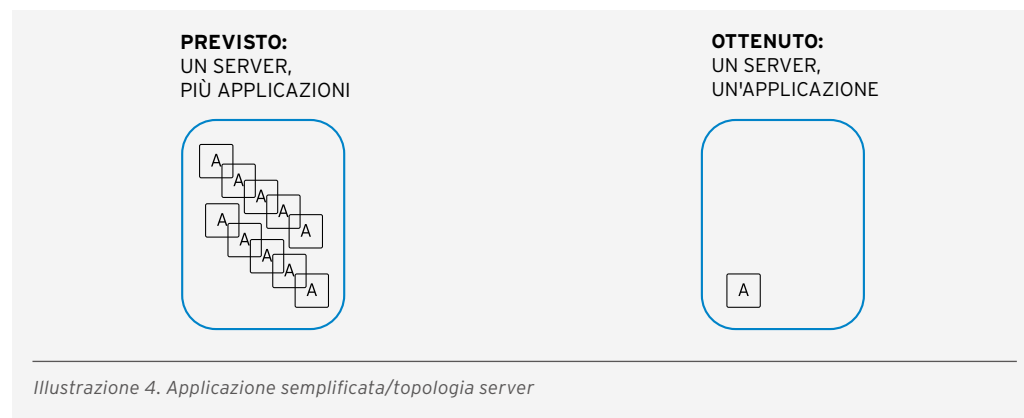 PREVISTO:
UN SERVER,
PIÙ APPLICAZIONI
A
A
A
A
A
A
A
A
A
A
OTTENUTO:
UN SERVER,
UN'APPLICAZIONE
A
Illustrazione 4. Applicazione semplificata/topologia server